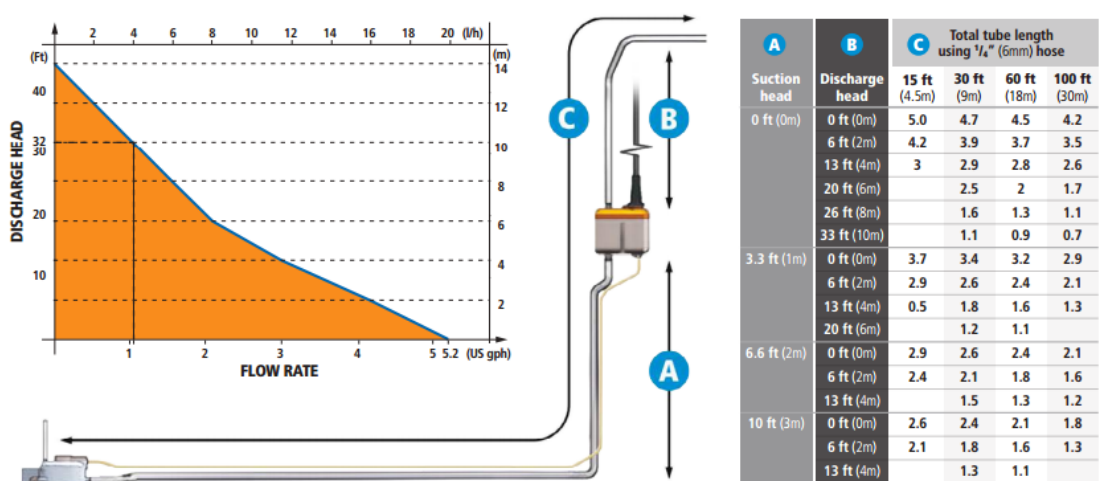 2 4 6 8 10 12 14 16 18 20 (l/h)
(Ft) (m)
14
40
12
32
30
10
8
20
6
4
10
2
DISCHARGE HEAD
1 2 3 4 5 5.2 (US gph)
FLOW RATE
C
B
A
A B C Total tube length
using 1/4" (6mm) hose
Suction head Discharge head 15 ft (4.5m) 30 ft (9m) 60 ft (18m) 100 ft (30m)
0 ft (0m) 0 ft (0m) 5.0 4.7 4.5 4.2
6 ft (2m) 4.2 3.9 3.7 3.5
13 ft (4m) 3 2.9 2.8 2.6
20 ft (6m) 2.5 2 1.7
26 ft (8m) 1.6 1.3 1.1
33 ft (10m) 1.1 0.9 0.7
3.3 ft (1m) 0 ft (0m) 3.7 3.4 3.2 2.9
6 ft (2m) 2.9 2.6 2.4 2.1
13 ft (4m) 0.5 1.8 1.6 1.3
20 ft (6m) 1.2 1.1
6.6 ft (2m) 0 ft (0m) 2.9 2.6 2.4 2.1
6 ft (2m) 2.4 2.1 1.8 1.6
13 ft (4m) 1.5 1.3 1.2
10 ft (3m) 0 ft (0m) 2.6 2.4 2.1 1.8
6 ft (2m) 2.1 1.8 1.6 1.3
13 ft (4m) 1.3 1.1